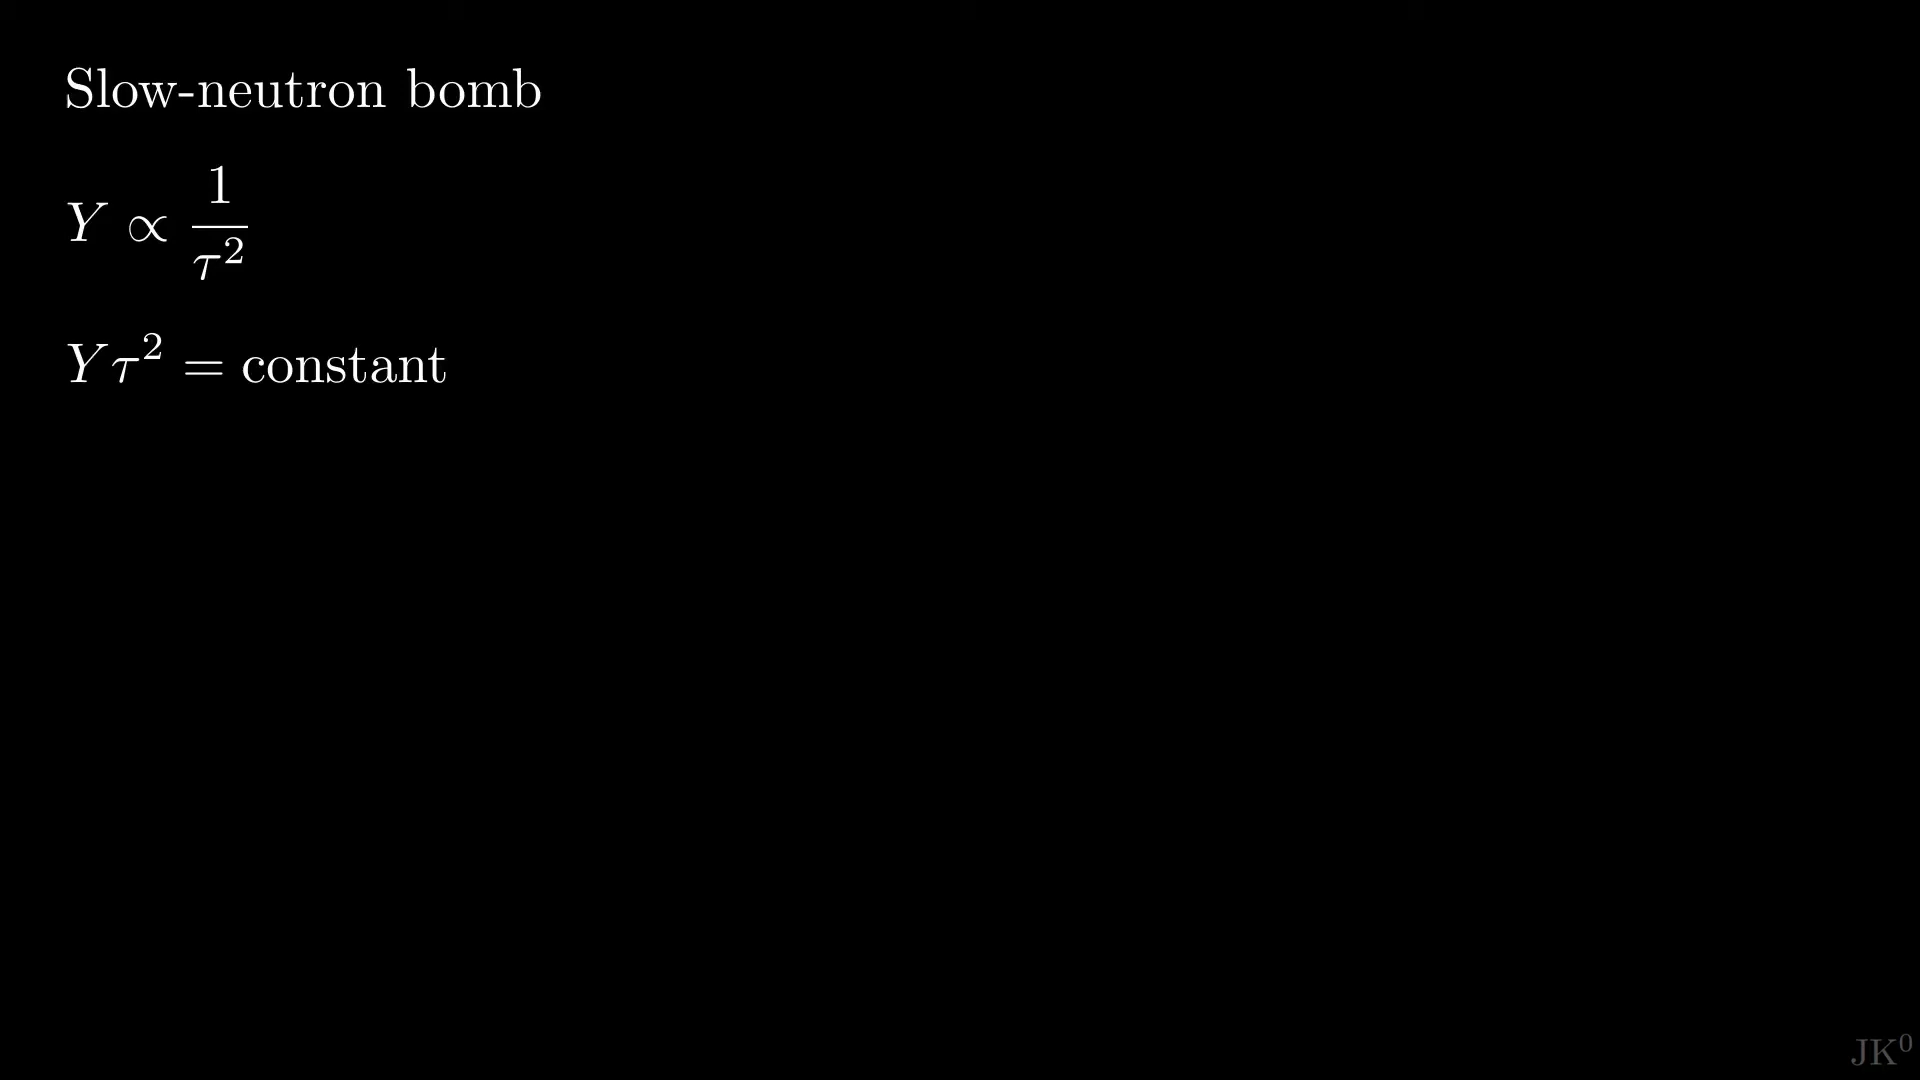 Slow-neutron bomb
Y ∝ 1/τ²
Yτ² = constant
JK⁰